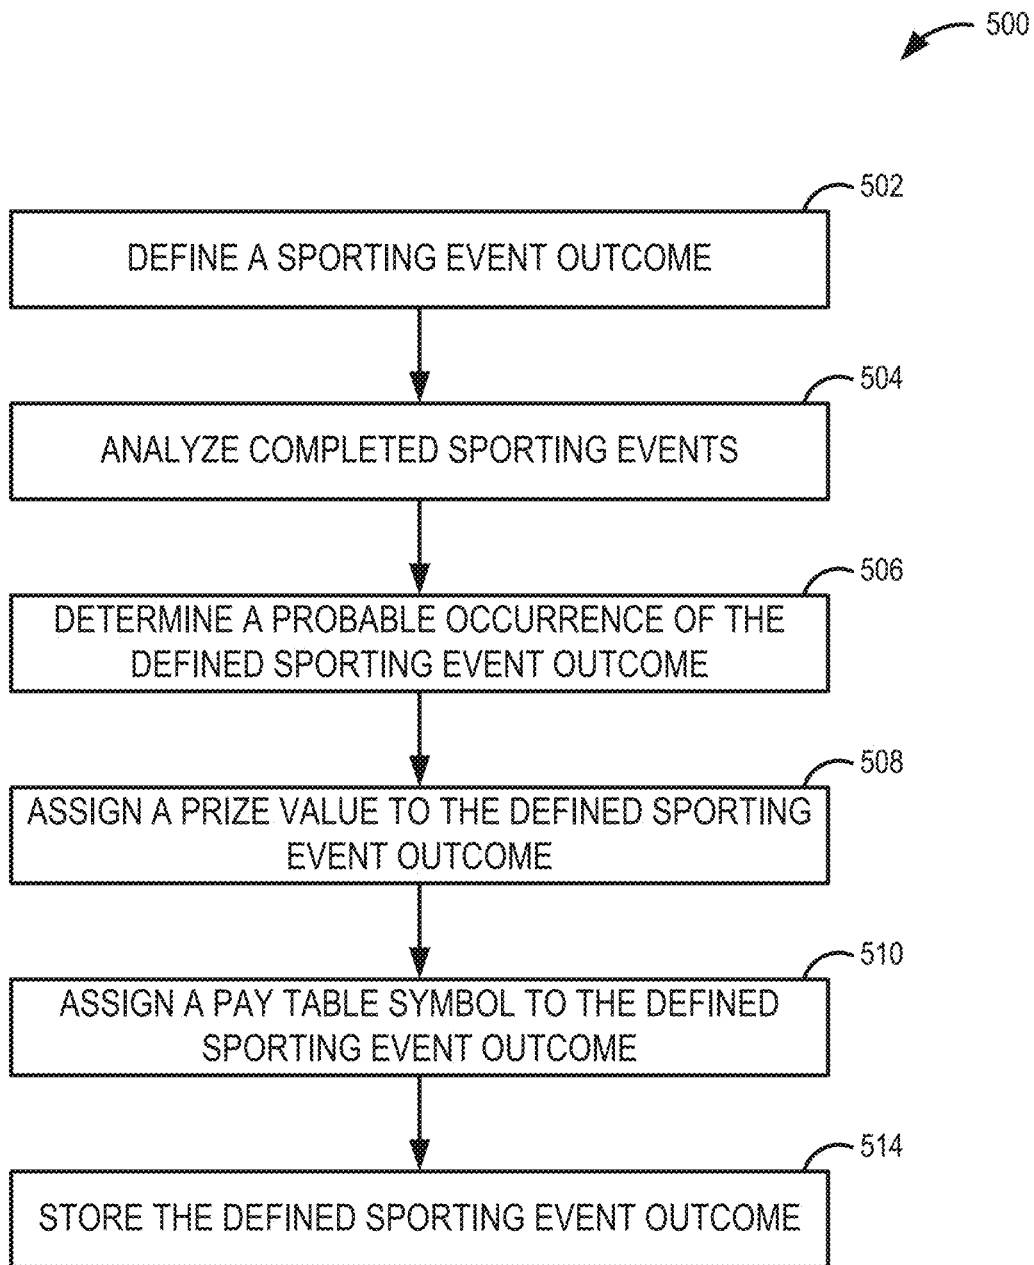 500
502
DEFINE A SPORTING EVENT OUTCOME
504
ANALYZE COMPLETED SPORTING EVENTS
506
DETERMINE A PROBABLE OCCURRENCE OF THE
DEFINED SPORTING EVENT OUTCOME
508
ASSIGN A PRIZE VALUE TO THE DEFINED SPORTING
EVENT OUTCOME
510
ASSIGN A PAY TABLE SYMBOL TO THE DEFINED
SPORTING EVENT OUTCOME
514
STORE THE DEFINED SPORTING EVENT OUTCOME